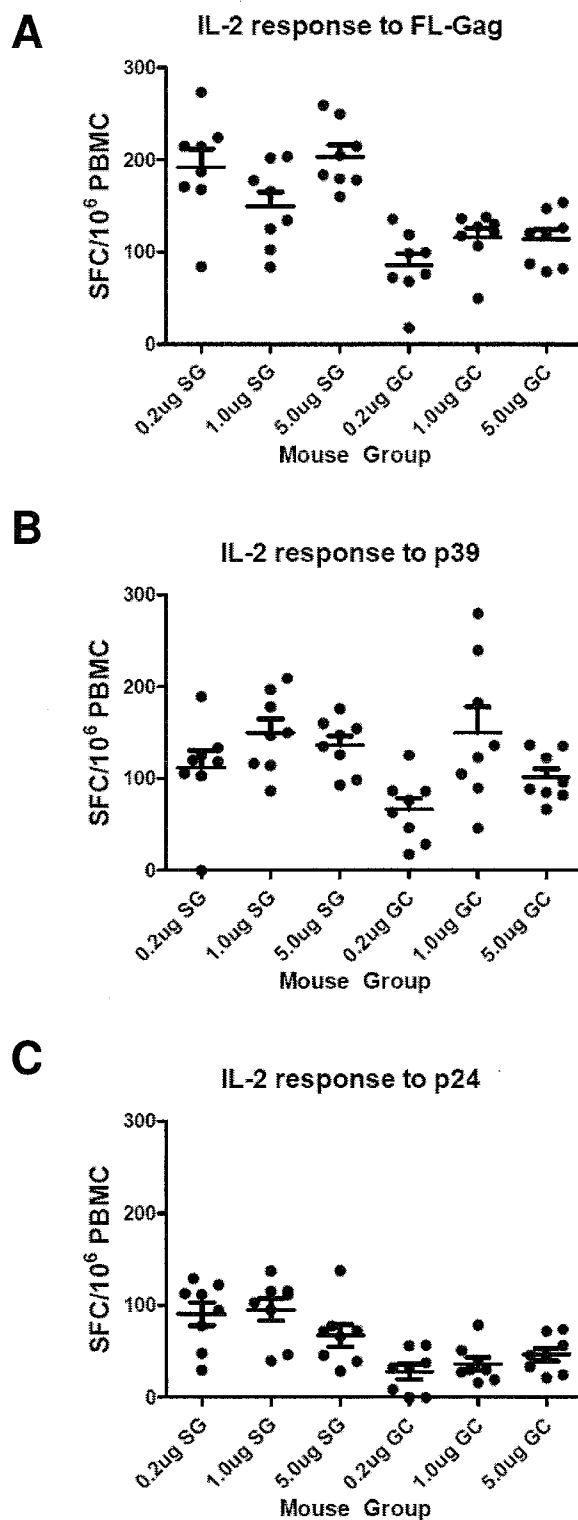 A
IL-2 response to FL-Gag
SFC/10⁶ PBMC
300
200
100
0
0.2ug SG
1.0ug SG
5.0ug SG
0.2ug GC
1.0ug GC
5.0ug GC
Mouse Group
B
IL-2 response to p39
SFC/10⁶ PBMC
300
200
100
0
0.2ug SG
1.0ug SG
5.0ug SG
0.2ug GC
1.0ug GC
5.0ug GC
Mouse Group
C
IL-2 response to p24
SFC/10⁶ PBMC
300
200
100
0
0.2ug SG
1.0ug SG
5.0ug SG
0.2ug GC
1.0ug GC
5.0ug GC
Mouse Group